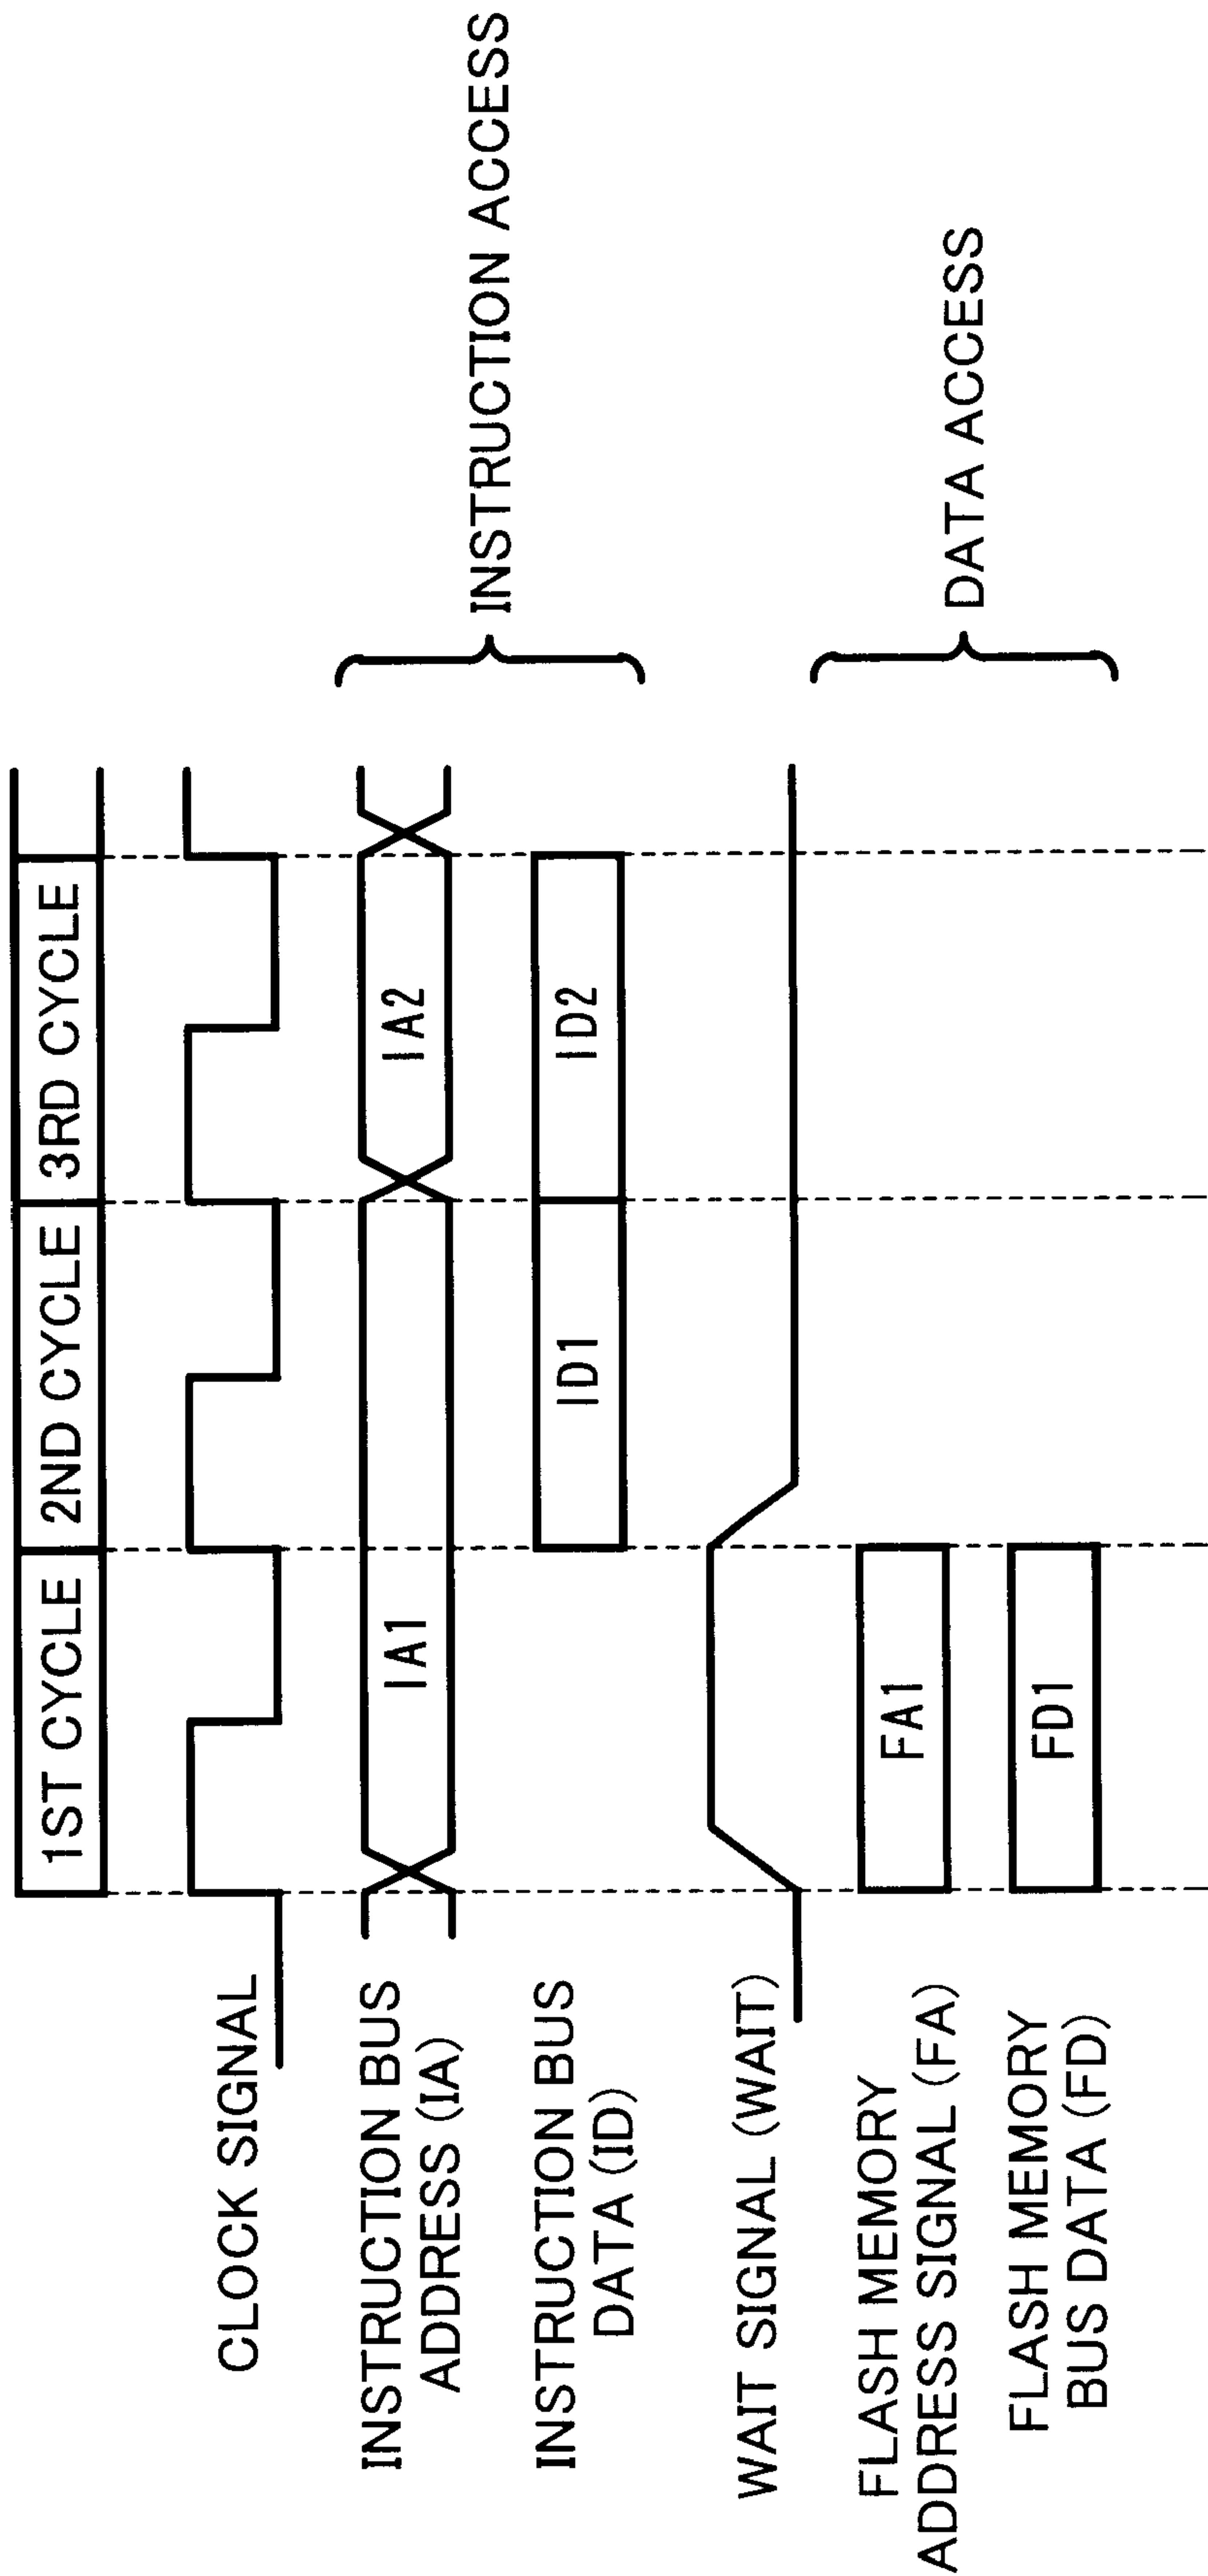 1ST CYCLE 2ND CYCLE 3RD CYCLE
CLOCK SIGNAL
INSTRUCTION BUS
ADDRESS (IA)
IA1 IA2
INSTRUCTION BUS
DATA (ID)
ID1 ID2
INSTRUCTION ACCESS
WAIT SIGNAL (WAIT)
FLASH MEMORY
ADDRESS SIGNAL (FA)
FA1
FLASH MEMORY
BUS DATA (FD)
FD1
DATA ACCESS